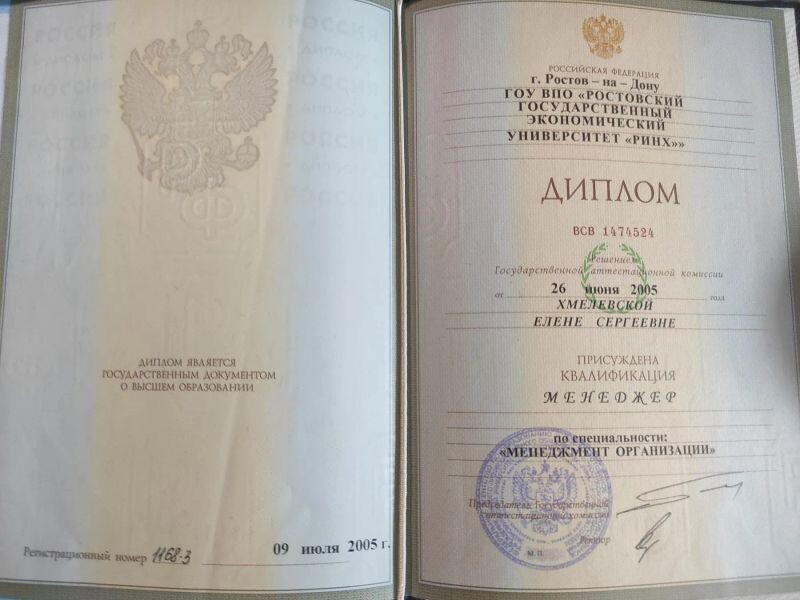 ДИПЛОМ ЯВЛЯЕТСЯ
ГОСУДАРСТВЕННЫМ ДОКУМЕНТОМ
О ВЫСШЕМ ОБРАЗОВАНИИ
Регистрационный номер 1168-3
09 июля 2005 г.
РОССИЙСКАЯ ФЕДЕРАЦИЯ
г. Ростов – на – Дону
ГОУ ВПО «РОСТОВСКИЙ
ГОСУДАРСТВЕННЫЙ
ЭКОНОМИЧЕСКИЙ
УНИВЕРСИТЕТ «РИНХ»»
ДИПЛОМ
ВСВ 1474524
Решением
Государственной аттестационной комиссии
от 26 июня 2005 года
ХМЕЛЕВСКОЙ
ЕЛЕНЕ СЕРГЕЕВНЕ
ПРИСУЖДЕНА
КВАЛИФИКАЦИЯ
МЕНЕДЖЕР
по специальности:
«МЕНЕДЖМЕНТ ОРГАНИЗАЦИИ»
Председатель Государственной
аттестационной комиссии
Ректор
М.П.